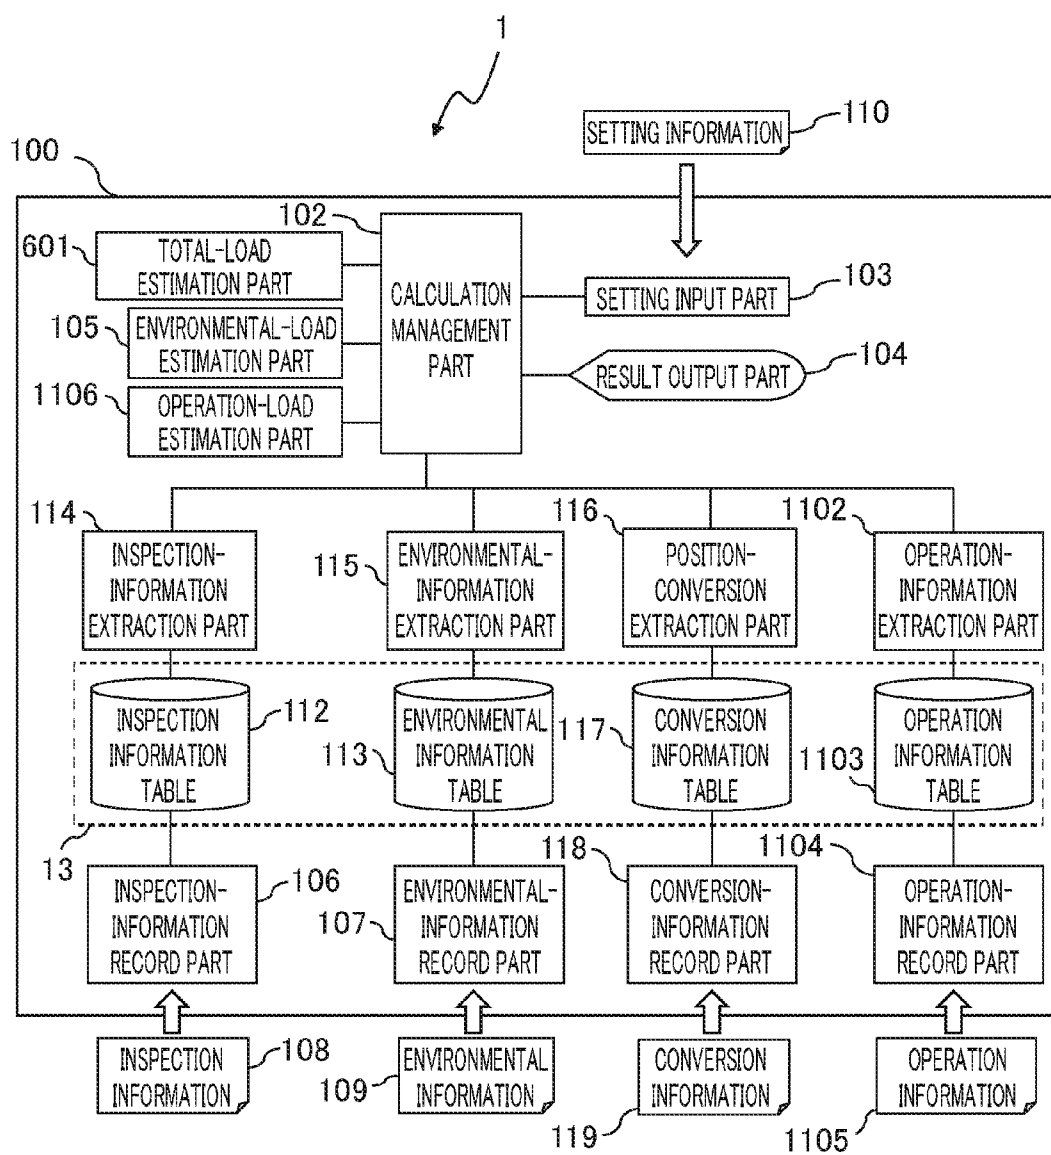 1
SETTING INFORMATION
110
100
102
601
TOTAL-LOAD
ESTIMATION PART
CALCULATION
MANAGEMENT
PART
SETTING INPUT PART
103
105
ENVIRONMENTAL-LOAD
ESTIMATION PART
RESULT OUTPUT PART
104
1106
OPERATION-LOAD
ESTIMATION PART
114
INSPECTION-
INFORMATION
EXTRACTION PART
115
ENVIRONMENTAL-
INFORMATION
EXTRACTION PART
116
POSITION-
CONVERSION
EXTRACTION PART
1102
OPERATION-
INFORMATION
EXTRACTION PART
INSPECTION
INFORMATION
TABLE
112
113
ENVIRONMENTAL
INFORMATION
TABLE
117
CONVERSION
INFORMATION
TABLE
1103
OPERATION
INFORMATION
TABLE
13
INSPECTION-
INFORMATION
RECORD PART
106
107
ENVIRONMENTAL-
INFORMATION
RECORD PART
118
CONVERSION-
INFORMATION
RECORD PART
1104
OPERATION-
INFORMATION
RECORD PART
INSPECTION
INFORMATION
108
109
ENVIRONMENTAL
INFORMATION
CONVERSION
INFORMATION
119
OPERATION
INFORMATION
1105